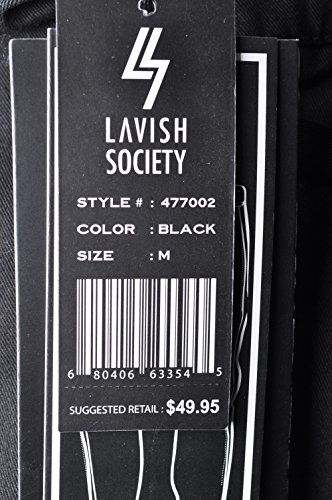 LAVISH
SOCIETY
STYLE # : 477002
COLOR : BLACK
SIZE : M
6 80406 63354 5
SUGGESTED RETAIL : $49.95